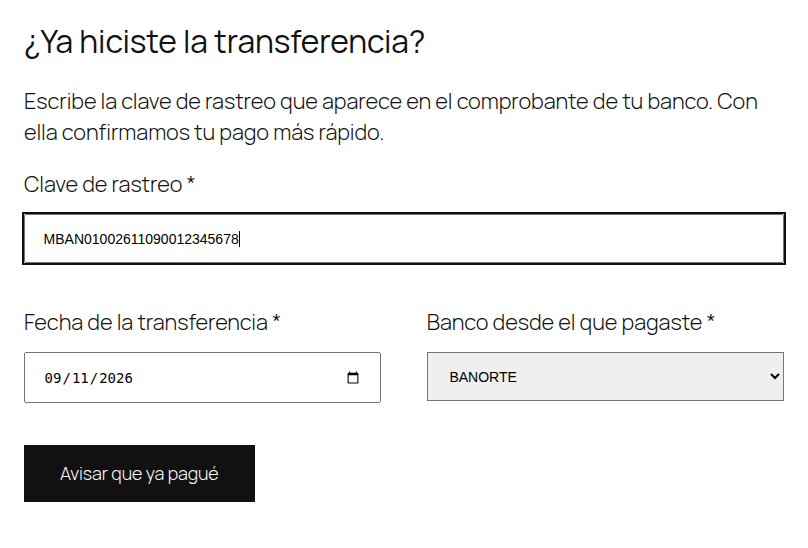 ¿Ya hiciste la transferencia?
Escribe la clave de rastreo que aparece en el comprobante de tu banco. Con
ella confirmamos tu pago más rápido.
Clave de rastreo *
MBAN01002611090012345678
Fecha de la transferencia *
Banco desde el que pagaste *
09/11/2026
BANORTE
Avisar que ya pagué